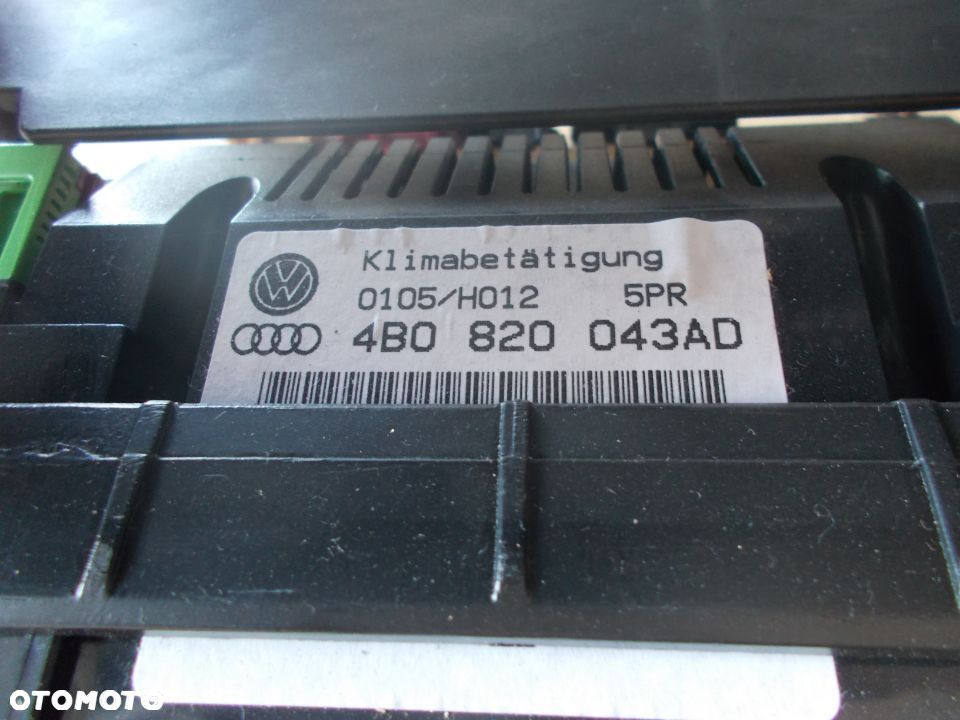 Klimabetätigung
0105/H012 5PR
4B0 820 043AD
OTOMOTO